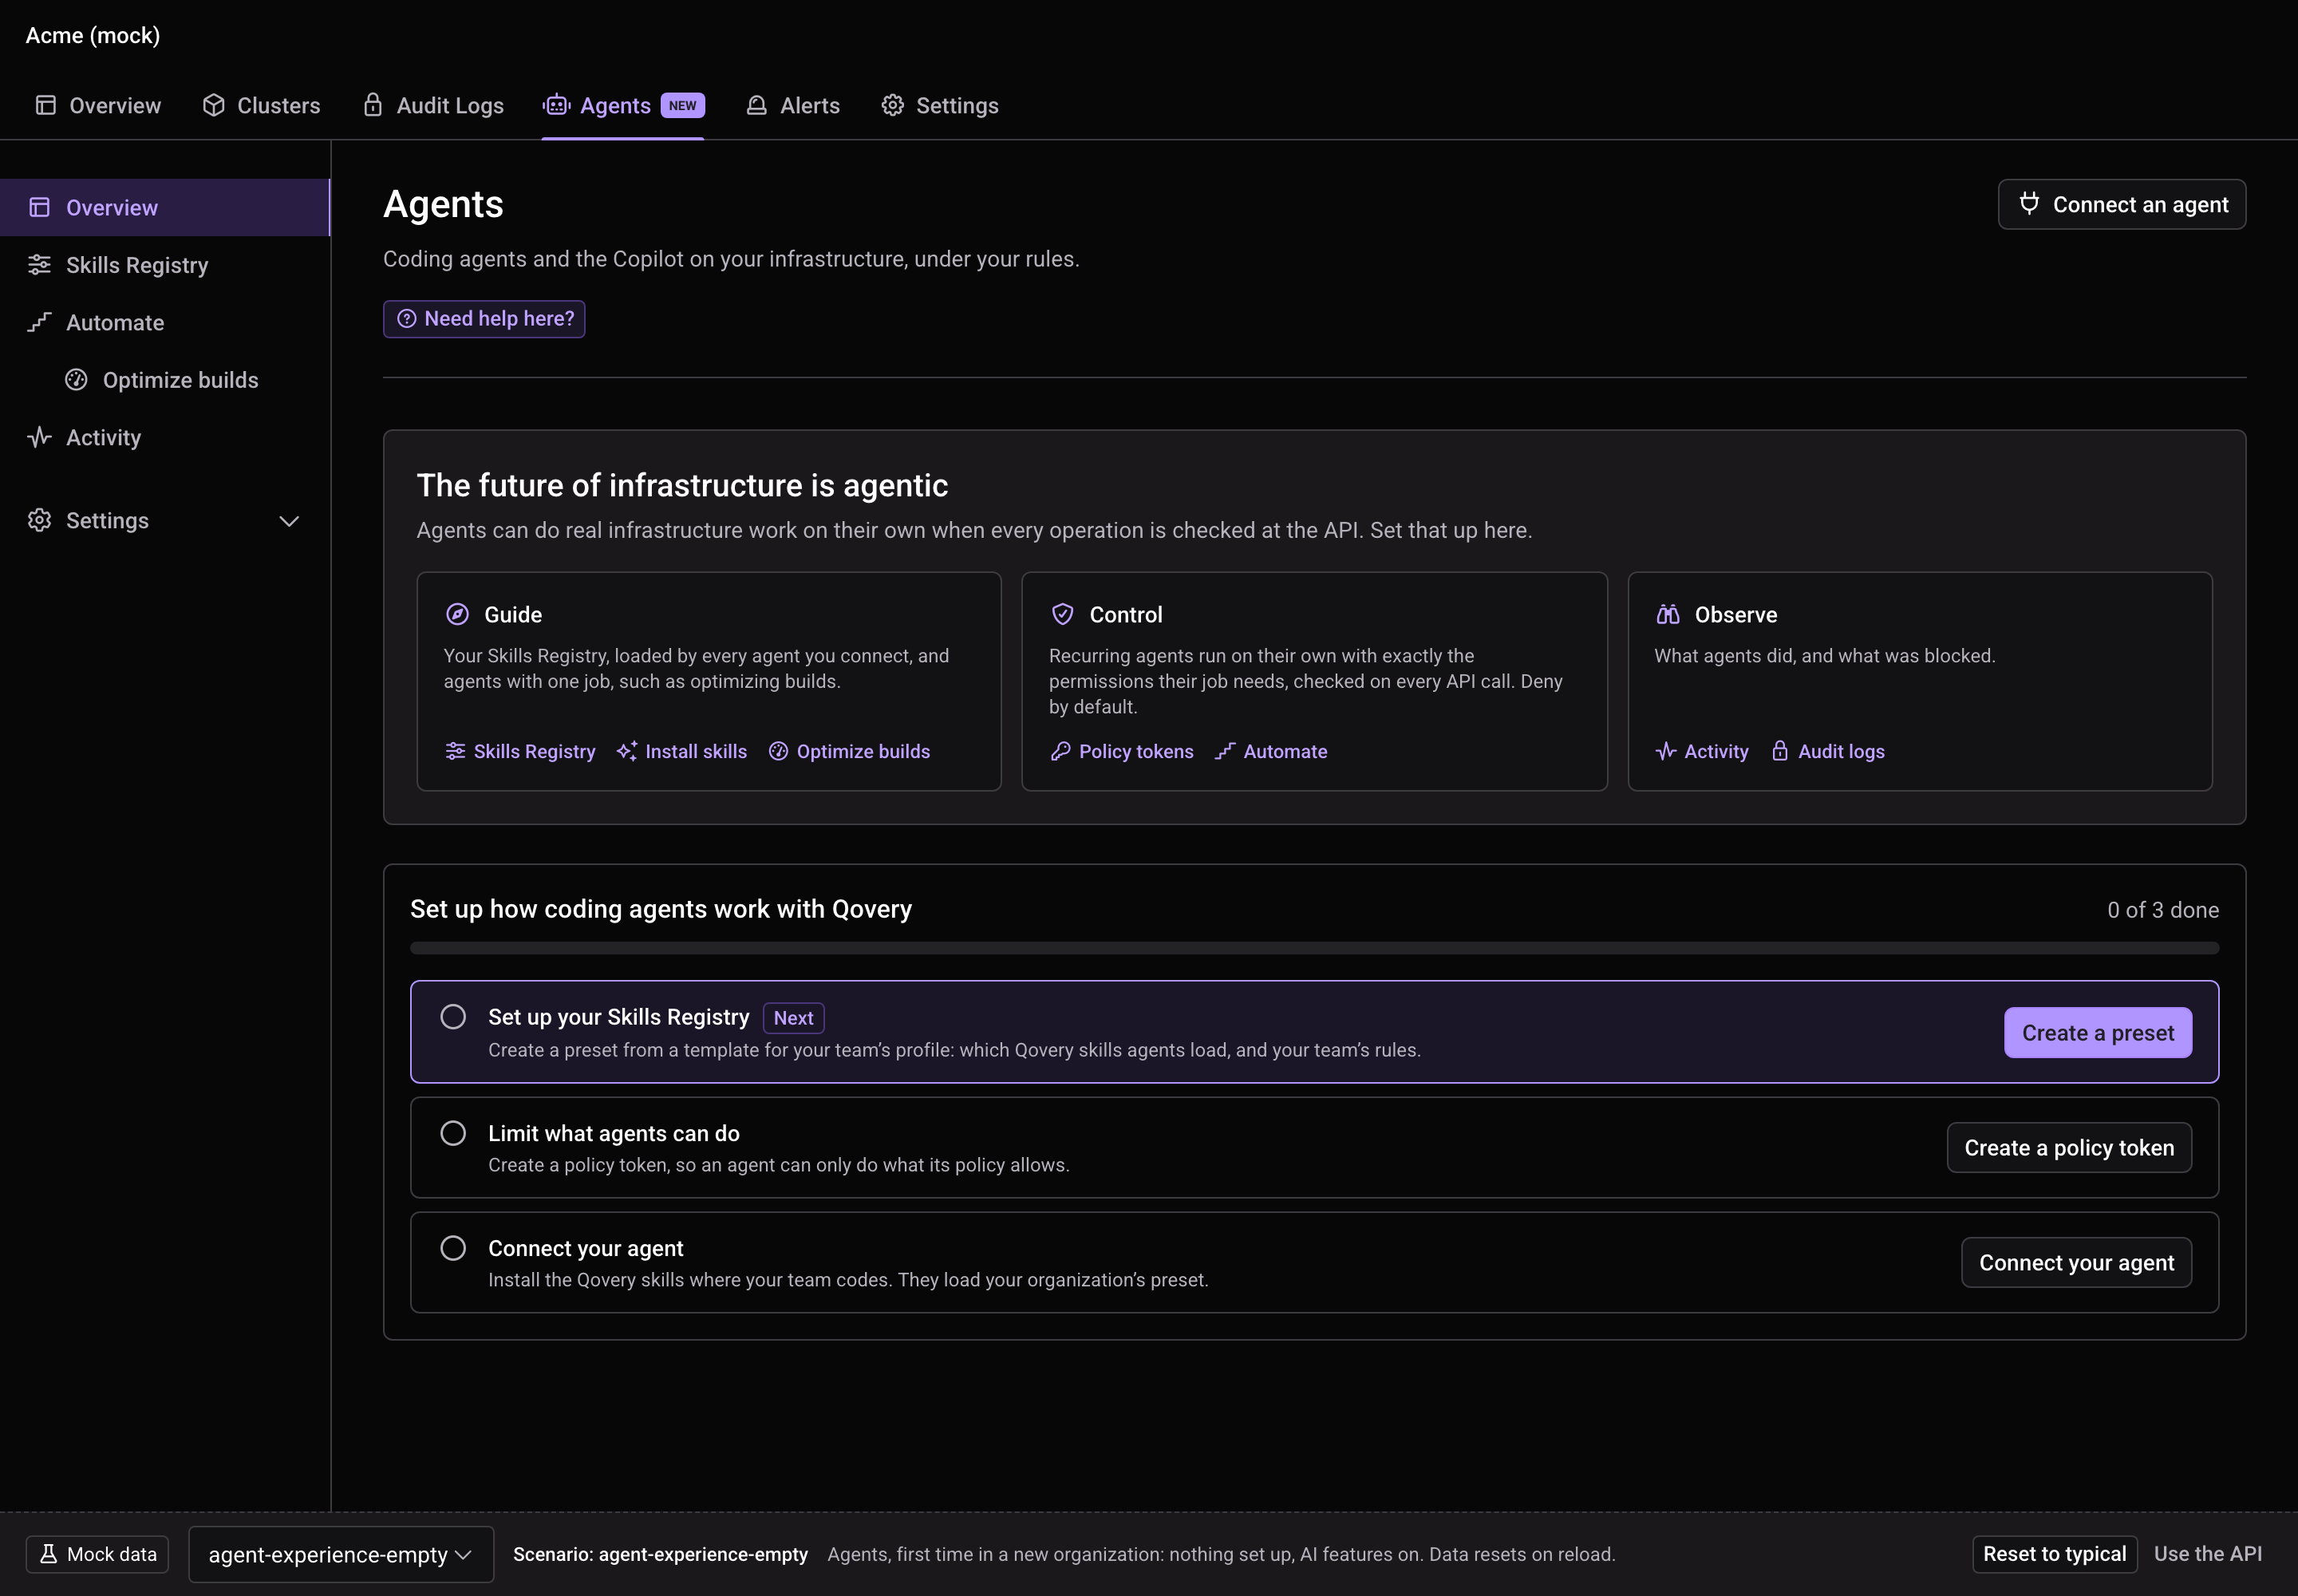 Acme (mock)
Overview
Clusters
Audit Logs
Agents NEW
Alerts
Settings
Overview
Skills Registry
Automate
Optimize builds
Activity
Settings
Agents
Connect an agent
Coding agents and the Copilot on your infrastructure, under your rules.
Need help here?
The future of infrastructure is agentic
Agents can do real infrastructure work on their own when every operation is checked at the API. Set that up here.
Guide
Your Skills Registry, loaded by every agent you connect, and
agents with one job, such as optimizing builds.
Skills Registry
Install skills
Optimize builds
Control
Recurring agents run on their own with exactly the
permissions their job needs, checked on every API call. Deny
by default.
Policy tokens
Automate
Observe
What agents did, and what was blocked.
Activity
Audit logs
Set up how coding agents work with Qovery
0 of 3 done
Set up your Skills Registry Next
Create a preset from a template for your team’s profile: which Qovery skills agents load, and your team’s rules.
Create a preset
Limit what agents can do
Create a policy token, so an agent can only do what its policy allows.
Create a policy token
Connect your agent
Install the Qovery skills where your team codes. They load your organization’s preset.
Connect your agent
Mock data
agent-experience-empty
Scenario: agent-experience-empty
Agents, first time in a new organization: nothing set up, AI features on. Data resets on reload.
Reset to typical
Use the API